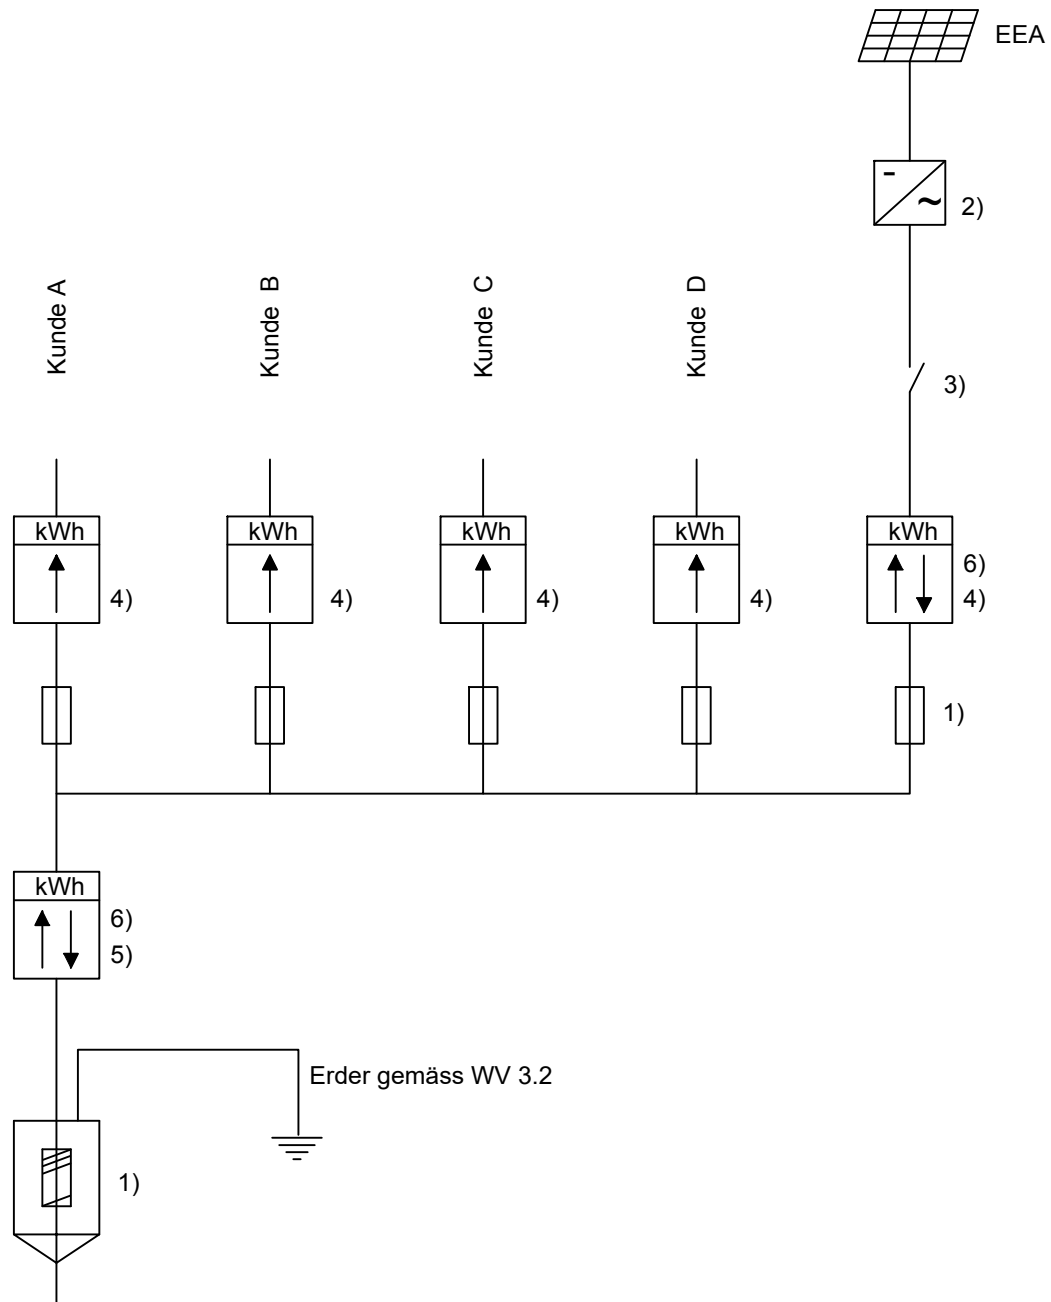 EEA
-
~
2)
Kunde A
Kunde B
Kunde C
Kunde D
3)
kWh
4)
kWh
4)
kWh
4)
kWh
4)
kWh
6)
4)
1)
kWh
6)
5)
Erder gemäss WV 3.2
1)